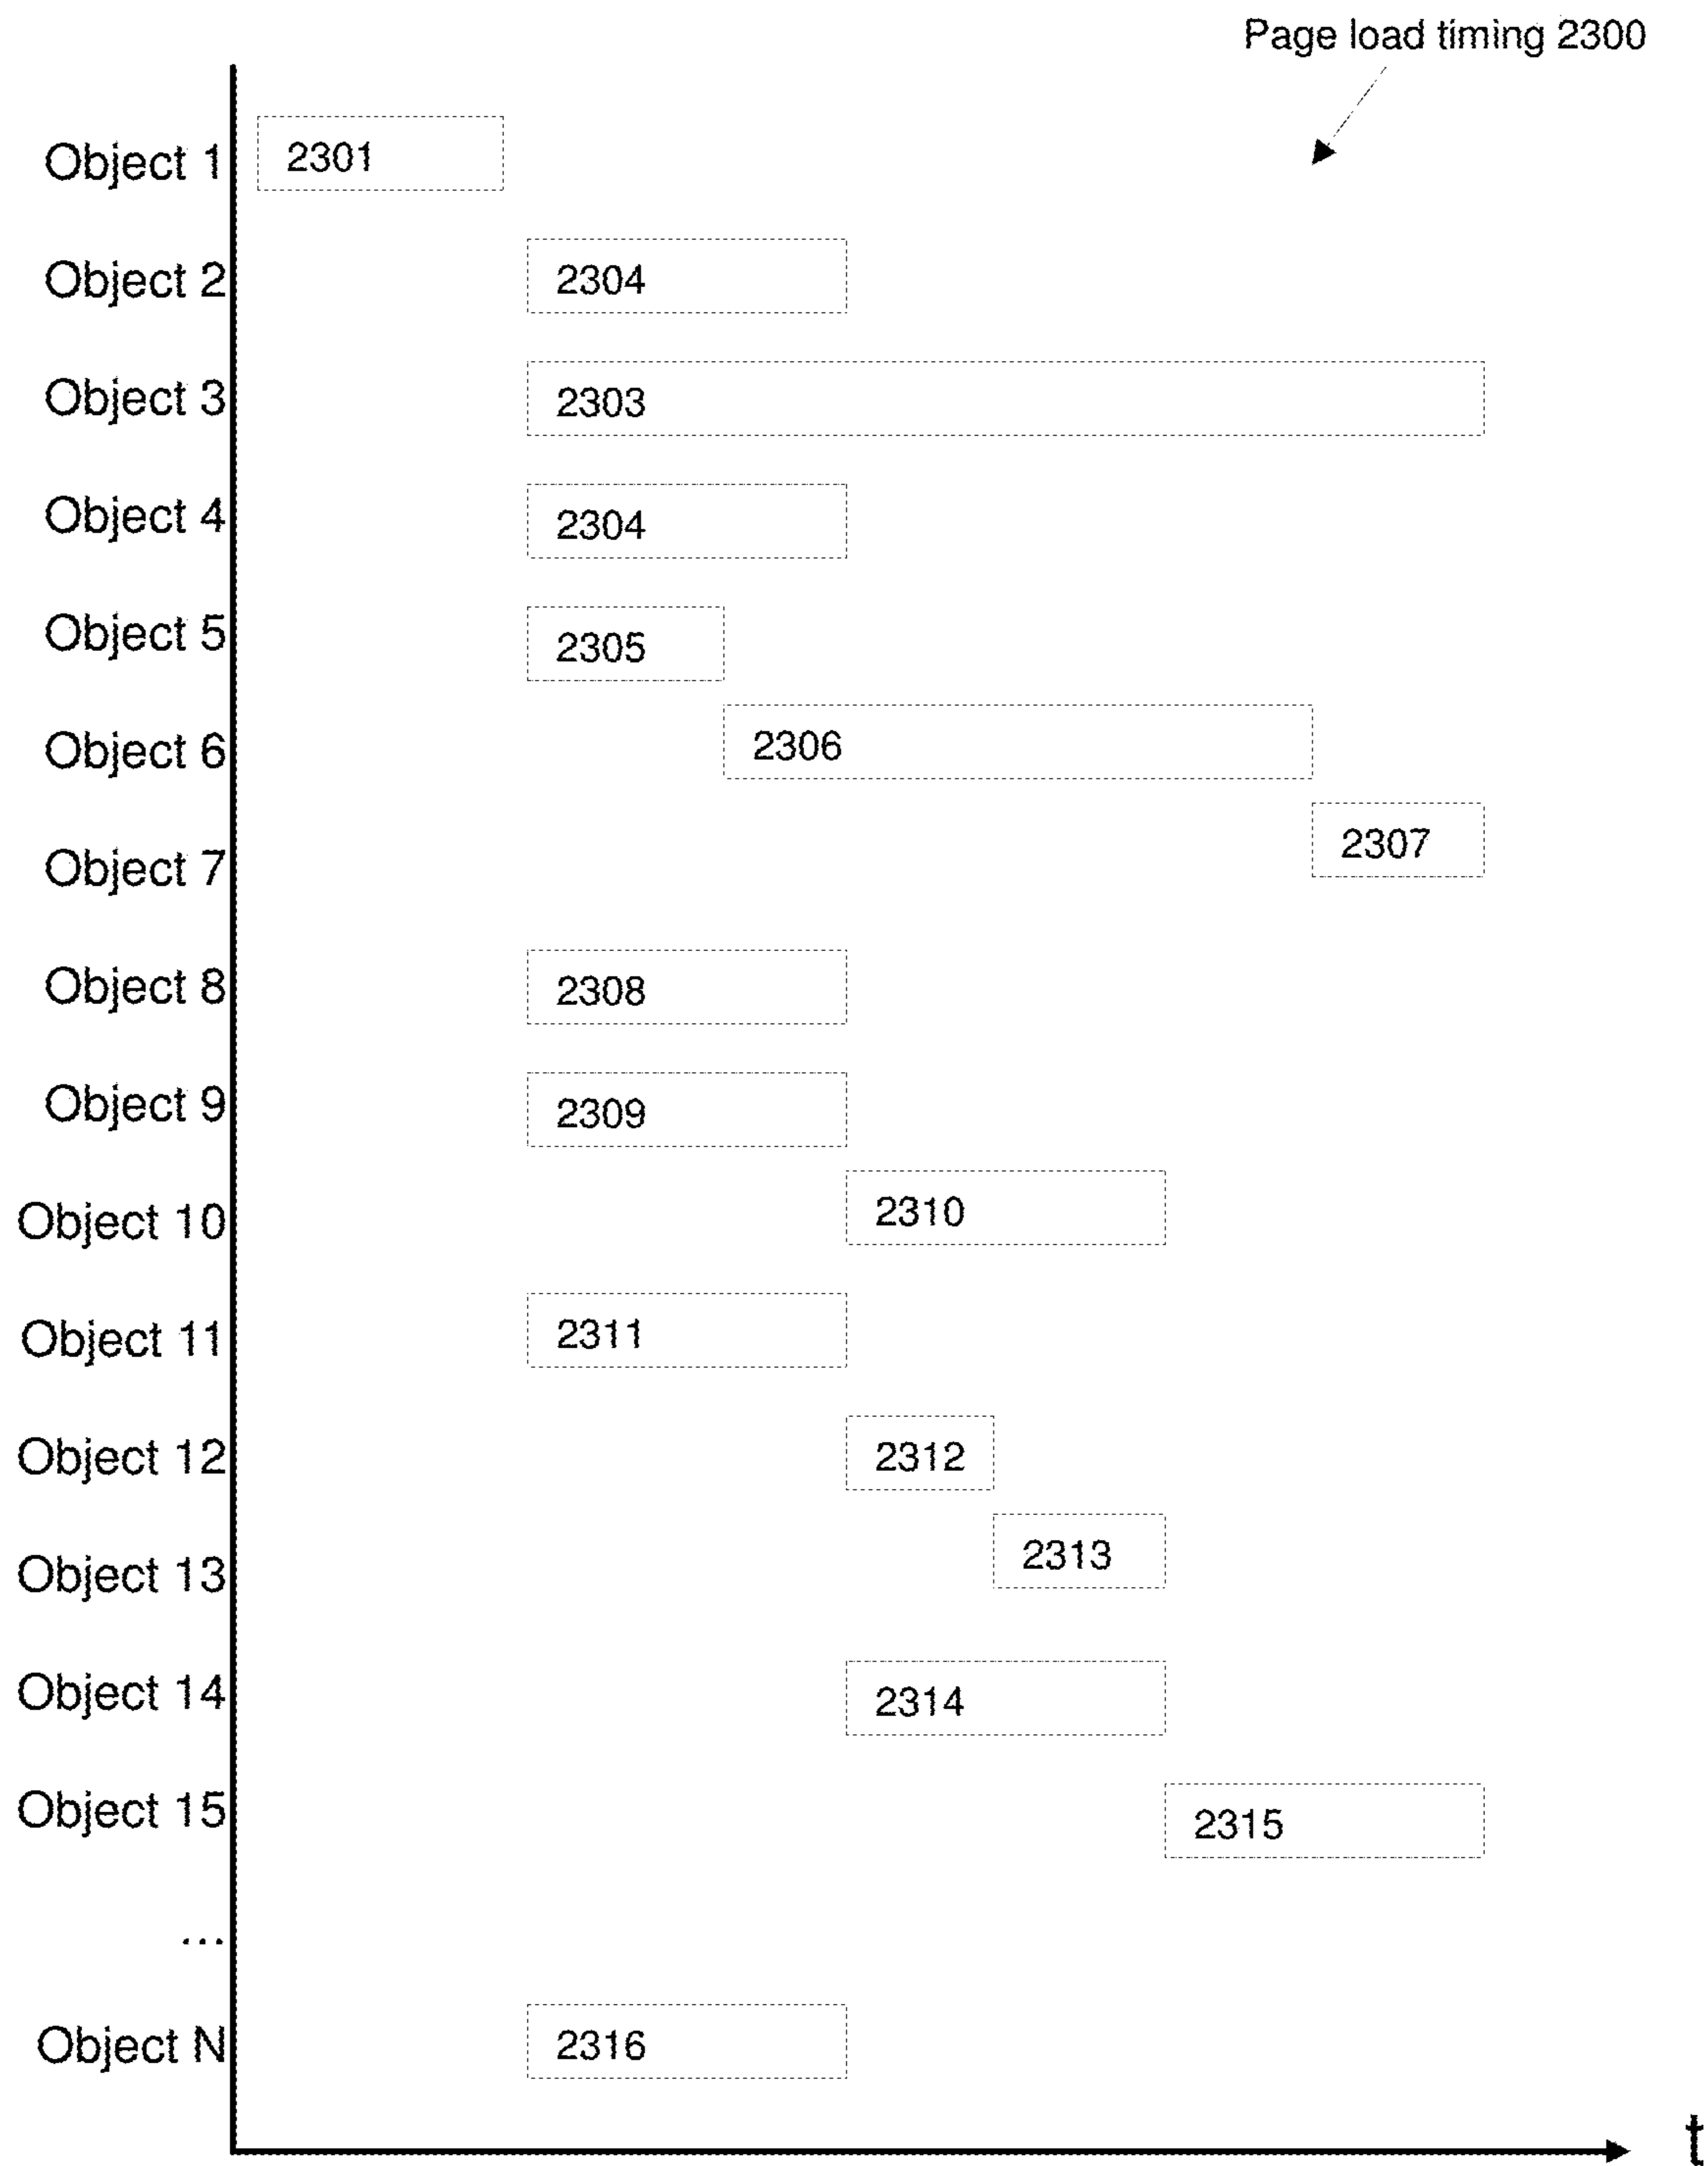 Page load timing 2300
Object 1 2301
Object 2 2304
Object 3 2303
Object 4 2304
Object 5 2305
Object 6 2306
Object 7 2307
Object 8 2308
Object 9 2309
Object 10 2310
Object 11 2311
Object 12 2312
Object 13 2313
Object 14 2314
Object 15 2315
...
Object N 2316
t